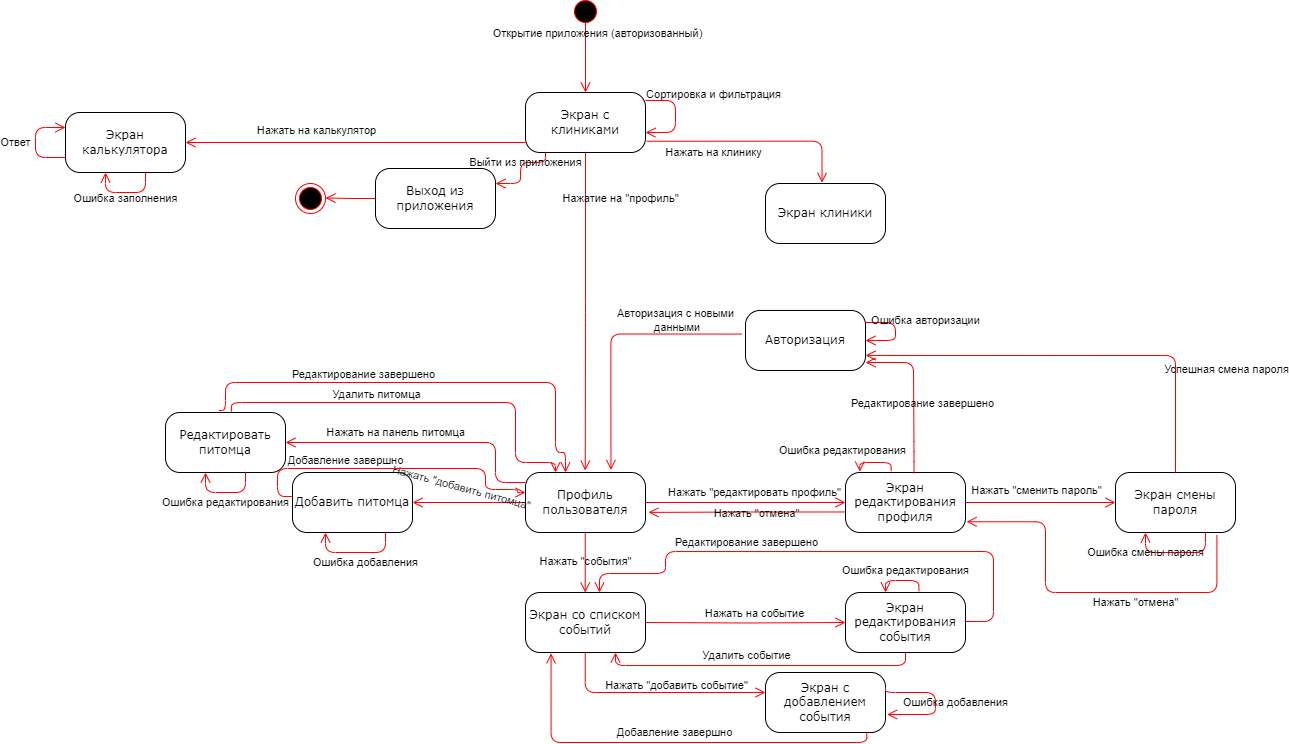 Открытие приложения (авторизованный)
Сортировка и фильтрация
Экран с
клиниками
Экран
калькулятора
Ответ
Нажать на калькулятор
Нажать на клинику
Выйти из приложения
Ошибка заполнения
Выход из
приложения
Нажатие на "профиль"
Экран клиники
Авторизация с новыми
данными
Ошибка авторизации
Авторизация
Успешная смена пароля
Редактирование завершено
Удалить питомца
Редактирование завершено
Редактировать
питомца
Нажать на панель питомца
Ошибка редактирования
Добавление завершно
Нажать "добавить питомца"
Ошибка редактирования
Добавить питомца
Профиль
пользователя
Нажать "редактировать профиль"
Нажать "отмена"
Экран
редактирования
профиля
Нажать "сменить пароль"
Экран смены
пароля
Ошибка добавления
Нажать "события"
Редактирование завершено
Ошибка смены пароля
Ошибка редактирования
Нажать "отмена"
Экран со списком
событий
Нажать на событие
Экран
редактирования
события
Удалить событие
Нажать "добавить событие"
Экран с
добавлением
события
Ошибка добавления
Добавление завершно